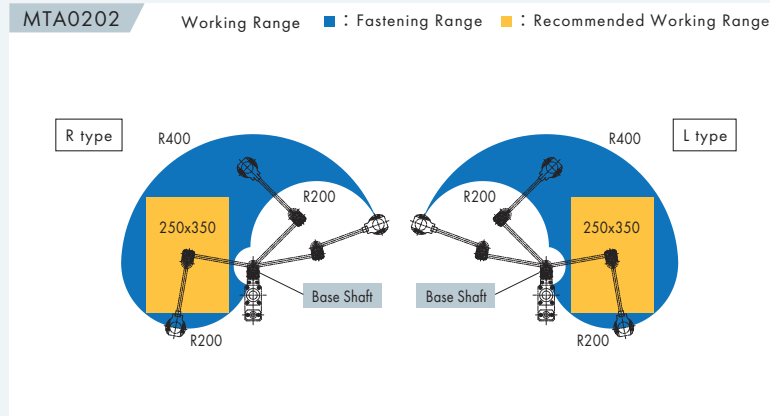 MTA0202
Working Range : Fastening Range : Recommended Working Range
R type
R400
R200
250x350
R200
Base Shaft
L type
R400
R200
250x350
R200
Base Shaft